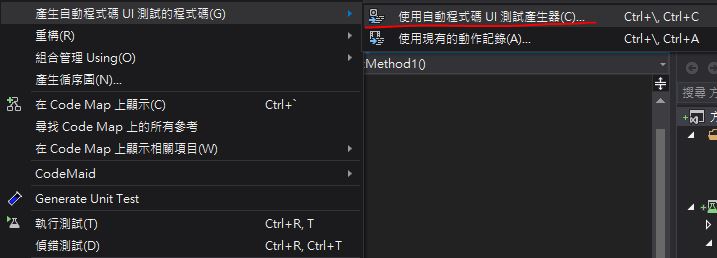 產生自動程式碼 UI 測試的程式碼(G)
重構(R)
組合管理 Using(O)
產生循序圖(N)...
在 Code Map 上顯示(C) Ctrl+`
尋找 Code Map 上的所有參考
在 Code Map 上顯示相關項目(W)
CodeMaid
Generate Unit Test
執行測試(T) Ctrl+R, T
偵錯測試(D) Ctrl+R, Ctrl+T
使用自動程式碼 UI 測試產生器(C)... Ctrl+\, Ctrl+C
使用現有的動作記錄(A)... Ctrl+\, Ctrl+A
Method1()
搜尋 方
方